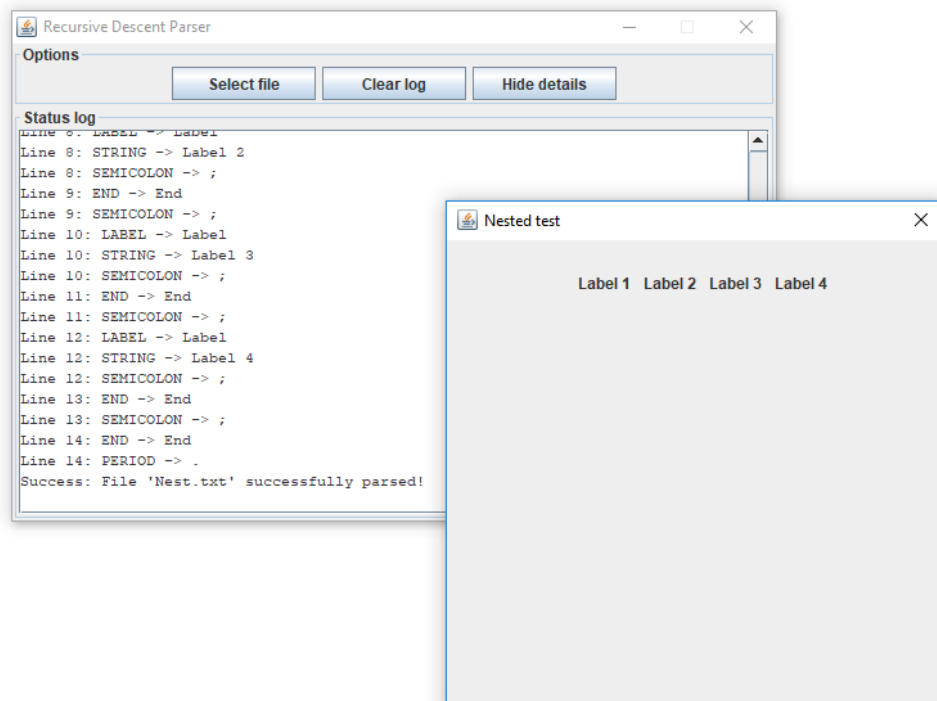 Recursive Descent Parser
Options
Select file Clear log Hide details
Status log
Line 8: LABEL -> Label
Line 8: STRING -> Label 2
Line 8: SEMICOLON -> ;
Line 9: END -> End
Line 9: SEMICOLON -> ;
Line 10: LABEL -> Label
Line 10: STRING -> Label 3
Line 10: SEMICOLON -> ;
Line 11: END -> End
Line 11: SEMICOLON -> ;
Line 12: LABEL -> Label
Line 12: STRING -> Label 4
Line 12: SEMICOLON -> ;
Line 13: END -> End
Line 13: SEMICOLON -> ;
Line 14: END -> End
Line 14: PERIOD -> .
Success: File 'Nest.txt' successfully parsed!
Nested test
Label 1 Label 2 Label 3 Label 4